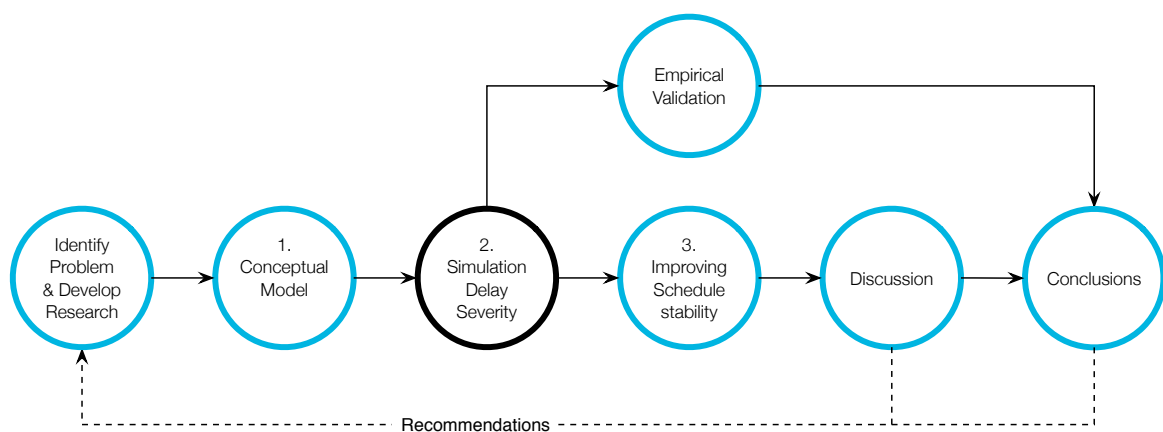 Empirical
Validation
Identify
Problem
& Develop
Research
1.
Conceptual
Model
2.
Simulation
Delay
Severity
3.
Improving
Schedule
stability
Discussion
Conclusions
Recommendations